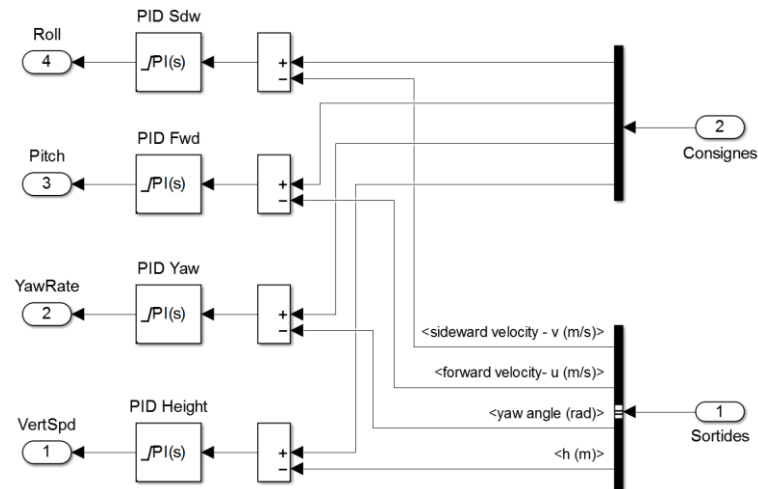 PID Sdw
Roll
4
PI(s)
+
−
PID Fwd
Pitch
3
PI(s)
+
−
2
Consignes
PID Yaw
YawRate
2
PI(s)
+
−
<sideward velocity - v (m/s)>
<forward velocity- u (m/s)>
<yaw angle (rad)>
<h (m)>
1
Sortides
PID Height
VertSpd
1
PI(s)
+
−